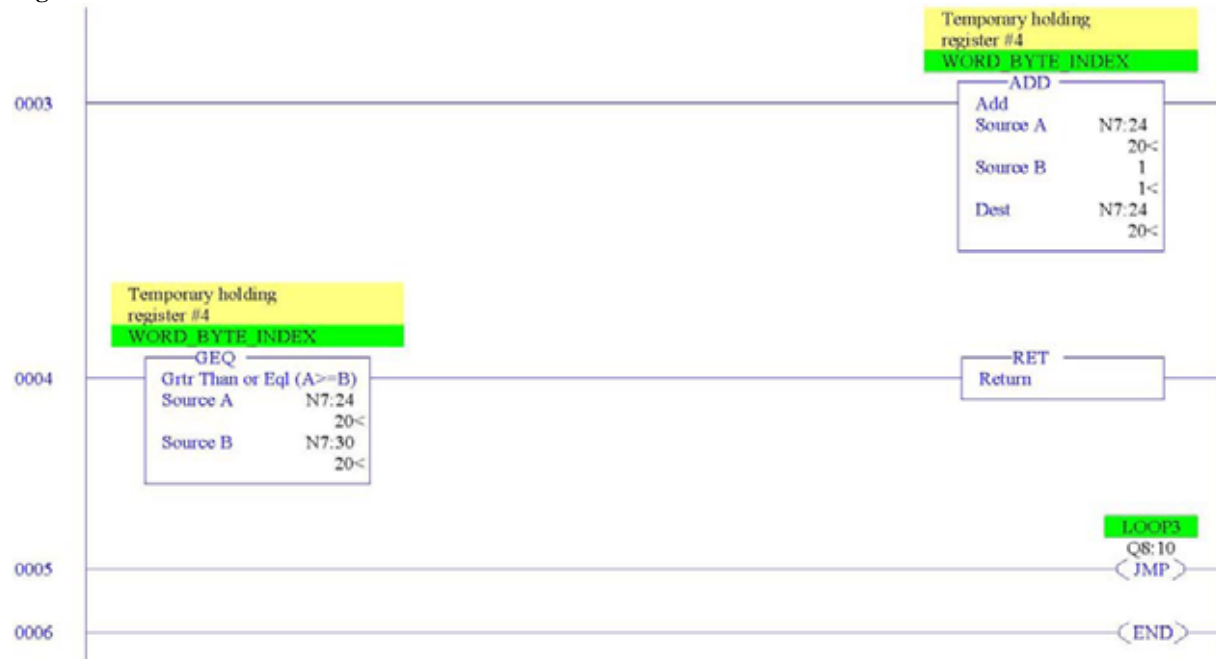 Temporary holding
register #4
WORD_BYTE_INDEX
ADD
0003
Add
Source A N7:24
20<
Source B 1
1<
Dest N7:24
20<
Temporary holding
register #4
WORD_BYTE_INDEX
GEQ
RET
0004
Grtr Than or Eql (A>=B)
Return
Source A N7:24
20<
Source B N7:30
20<
LOOP3
Q8:10
0005
JMP
0006
END